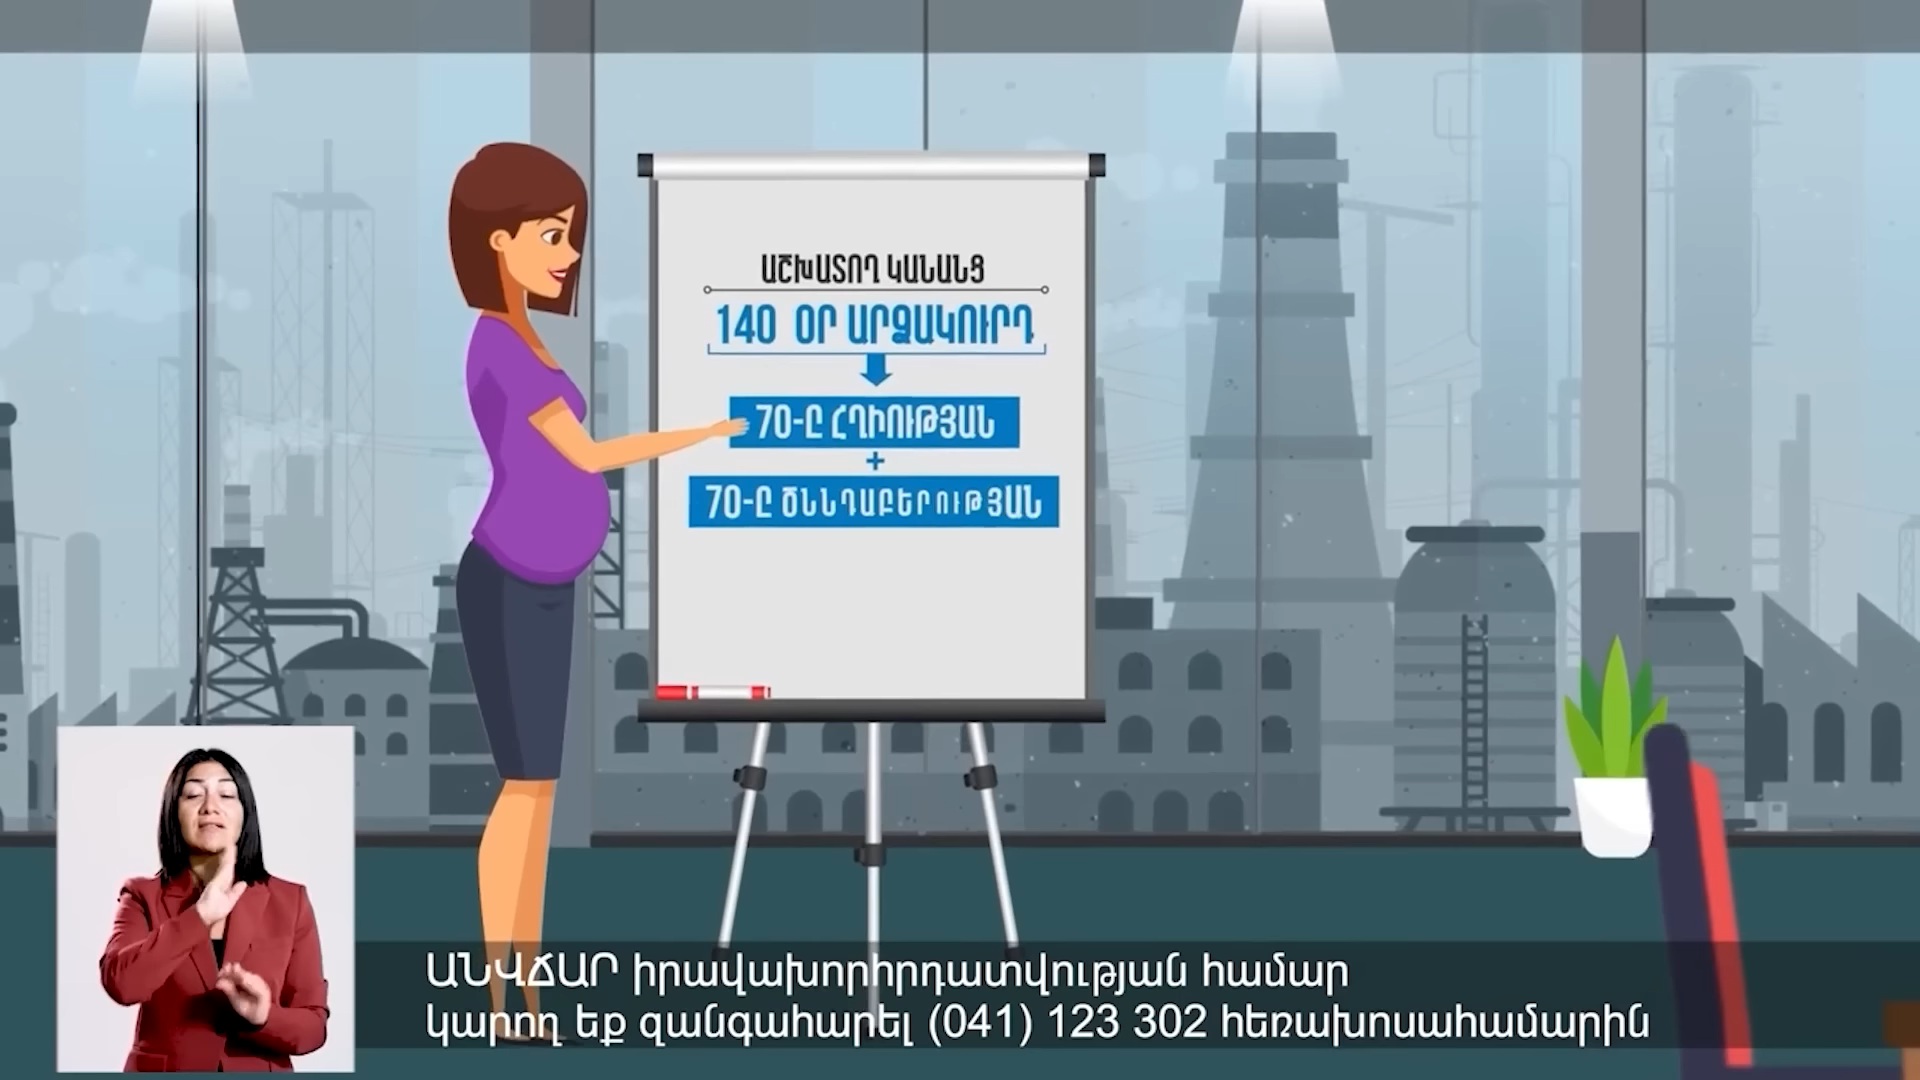 ԱՇԽԱՏՈՂ ԿԱՆԱՆՑ
140 ՕՐ ԱՐՁԱԿՈՒՐԴ
70-Ը ՀՂԻՈՒԹՅԱՆ
+
70-Ը ԾՆՆԴԱԲԵՐՈՒԹՅԱՆ
ԱՆՎՃԱՐ իրավախորհրդատվության համար
կարող եք զանգահարել (041) 123 302 հեռախոսահամարին